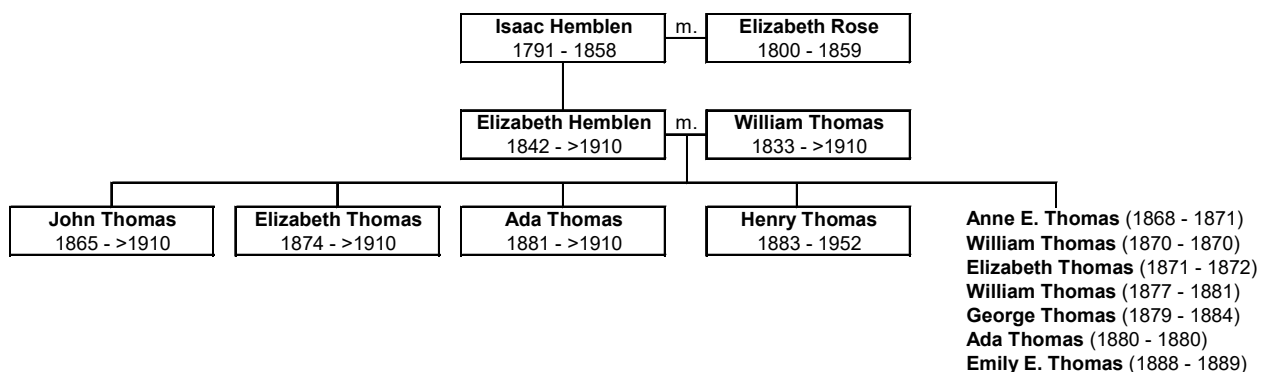 Isaac Hemblen
1791 - 1858
m.
Elizabeth Rose
1800 - 1859
Elizabeth Hemblen
1842 - >1910
m.
William Thomas
1833 - >1910
John Thomas
1865 - >1910
Elizabeth Thomas
1874 - >1910
Ada Thomas
1881 - >1910
Henry Thomas
1883 - 1952
Anne E. Thomas (1868 - 1871)
William Thomas (1870 - 1870)
Elizabeth Thomas (1871 - 1872)
William Thomas (1877 - 1881)
George Thomas (1879 - 1884)
Ada Thomas (1880 - 1880)
Emily E. Thomas (1888 - 1889)